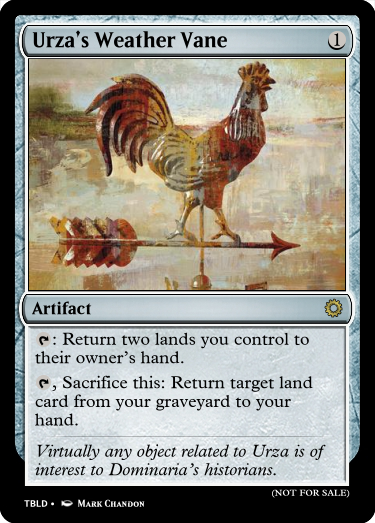 Urza's Weather Vane 1
Artifact
: Return two lands you control to
their owner's hand.
, Sacrifice this: Return target land
card from your graveyard to your
hand.
Virtually any object related to Urza is of
interest to Dominaria's historians.
(NOT FOR SALE)
TBLD • Mark Chandon